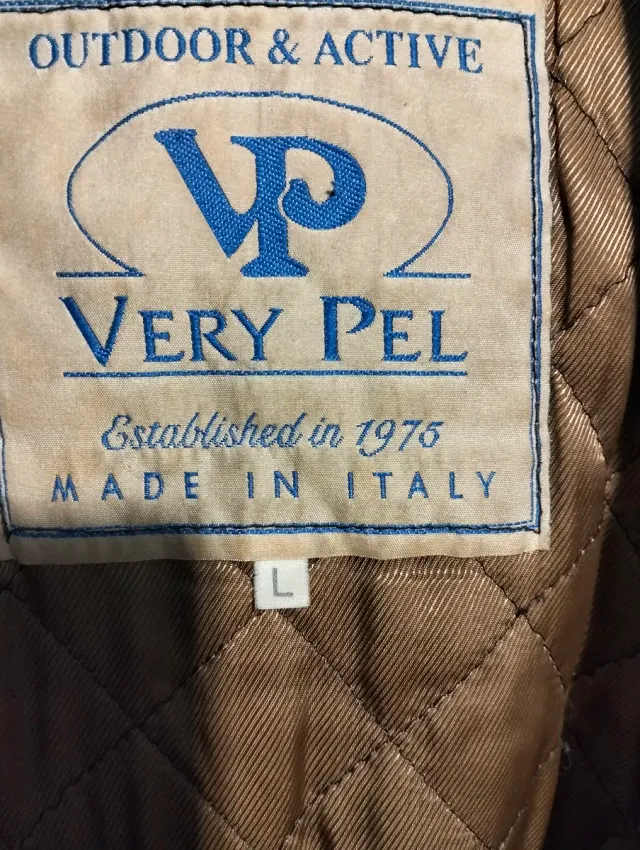 OUTDOOR & ACTIVE
VP
VERY PEL
Established in 1975
MADE IN ITALY
L